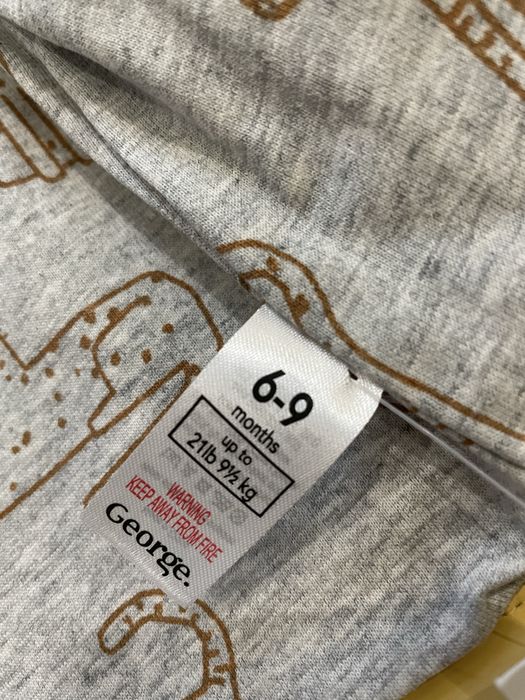 6-9
months
up to
21lb 9½ kg
WARNING
KEEP AWAY FROM FIRE
George.